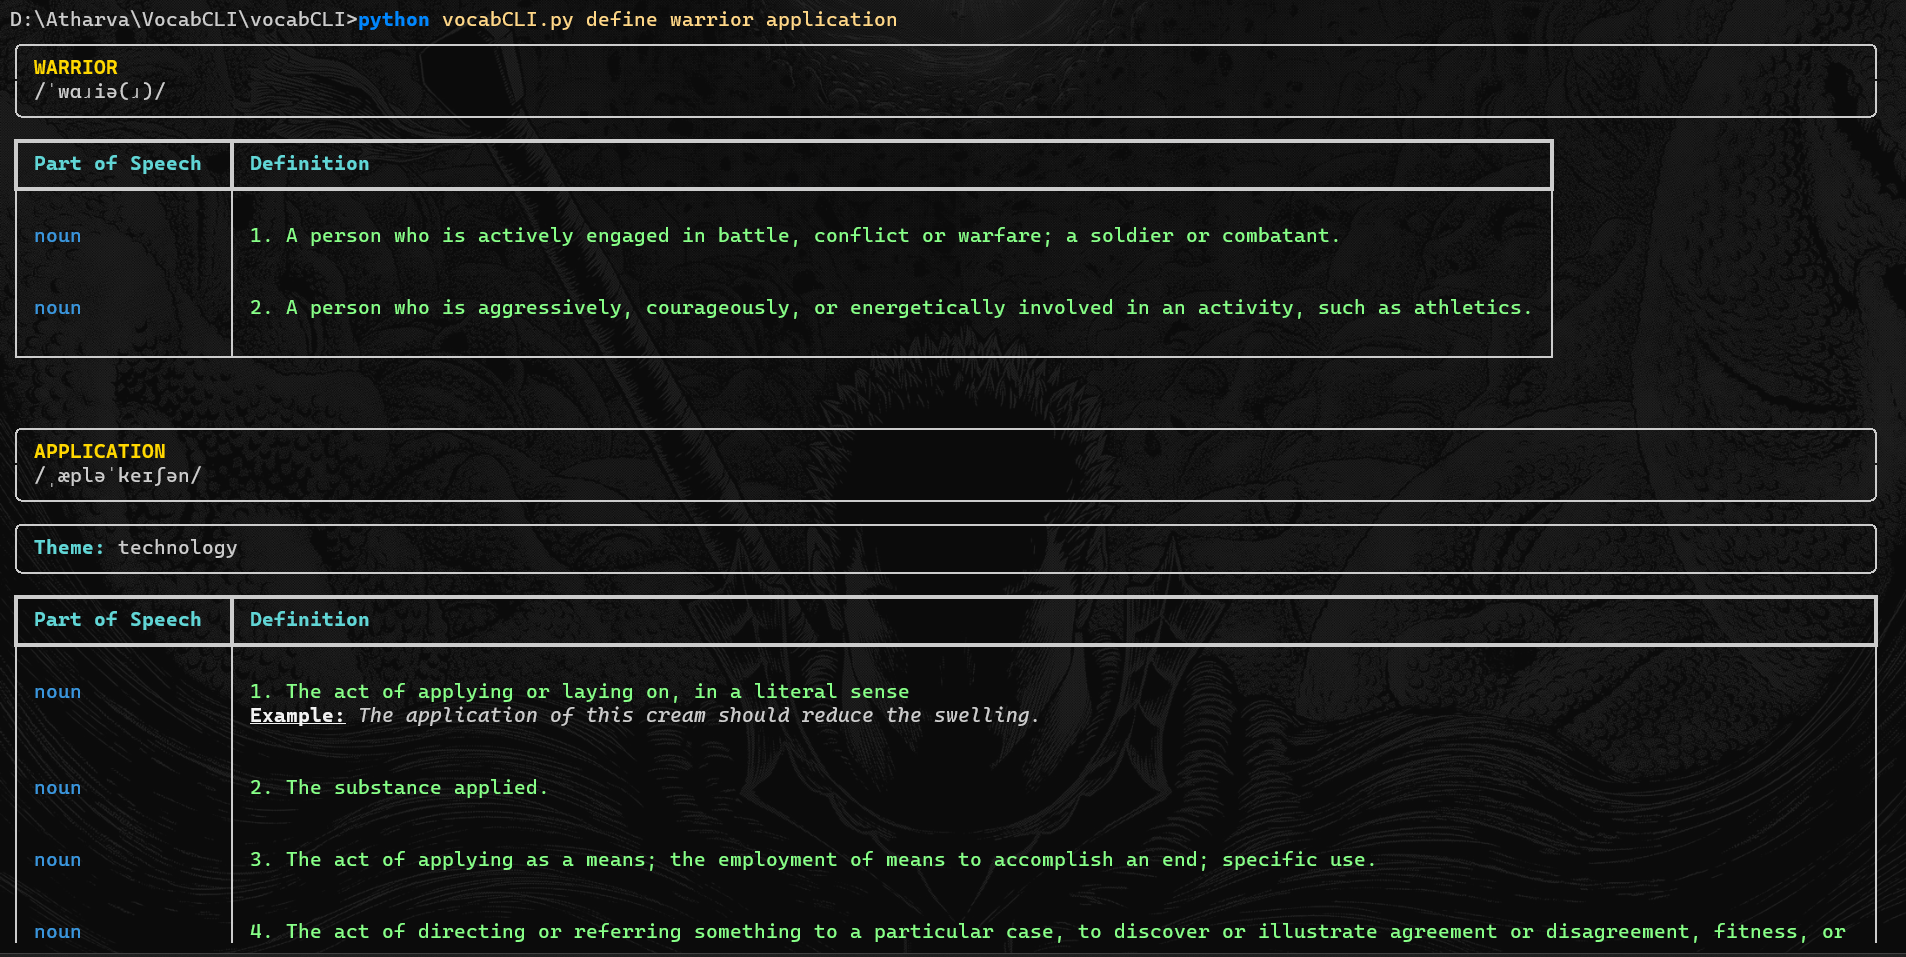 D:\Atharva\VocabCLI\vocabCLI>python vocabCLI.py define warrior application
WARRIOR
/ˈwɑɹiə(ɹ)/
Part of Speech Definition
noun 1. A person who is actively engaged in battle, conflict or warfare; a soldier or combatant.
noun 2. A person who is aggressively, courageously, or energetically involved in an activity, such as athletics.
APPLICATION
/ˌæpləˈkeɪʃən/
Theme: technology
Part of Speech Definition
noun 1. The act of applying or laying on, in a literal sense
Example: The application of this cream should reduce the swelling.
noun 2. The substance applied.
noun 3. The act of applying as a means; the employment of means to accomplish an end; specific use.
noun 4. The act of directing or referring something to a particular case, to discover or illustrate agreement or disagreement, fitness, or